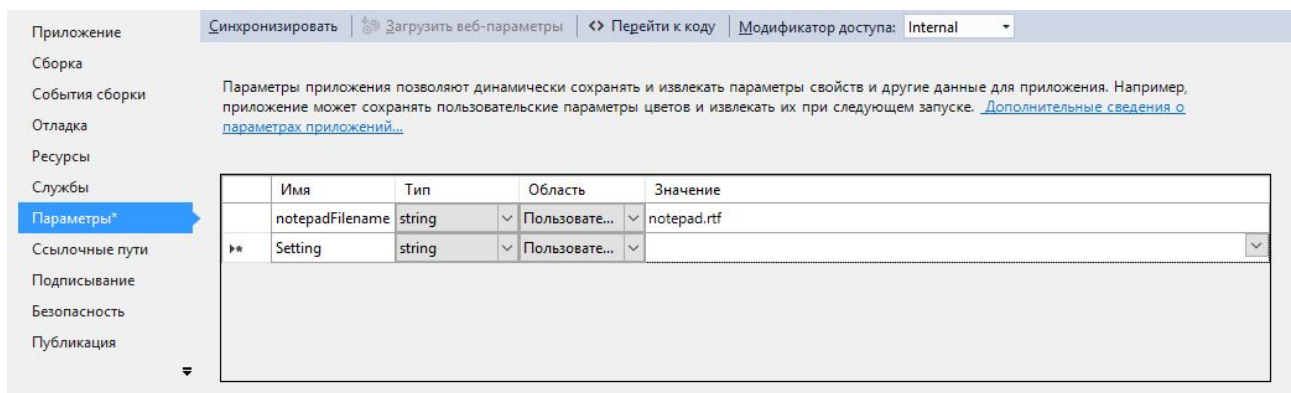 Синхронизировать Загрузить веб-параметры <> Перейти к коду Модификатор доступа: Internal
Приложение
Сборка
События сборки
Отладка
Ресурсы
Службы
Параметры*
Ссылочные пути
Подписывание
Безопасность
Публикация
Параметры приложения позволяют динамически сохранять и извлекать параметры свойств и другие данные для приложения. Например,
приложение может сохранять пользовательские параметры цветов и извлекать их при следующем запуске. Дополнительные сведения о
параметрах приложений...
Имя Тип Область Значение
notepadFilename string Пользовате... notepad.rtf
Setting string Пользовате...